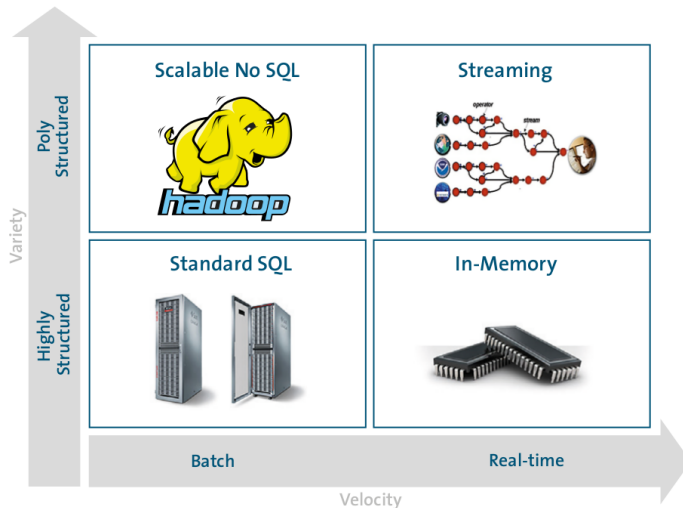 Scalable No SQL
Streaming
operator
stream
hadoop
Poly
Structured
Variety
Standard SQL
In-Memory
Highly
Structured
Batch
Real-time
Velocity